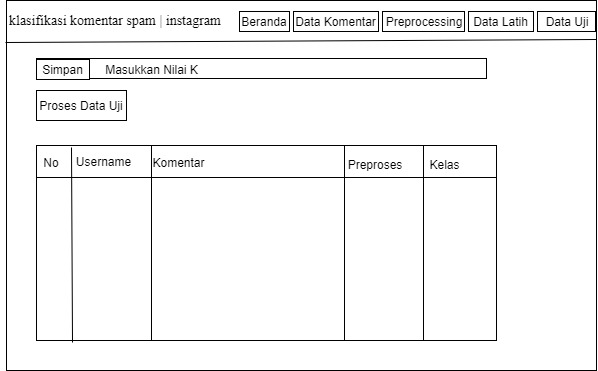 klasifikasi komentar spam | instagram Beranda Data Komentar Preprocessing Data Latih Data Uji
Simpan Masukkan Nilai K
Proses Data Uji
No Username Komentar Preproses Kelas